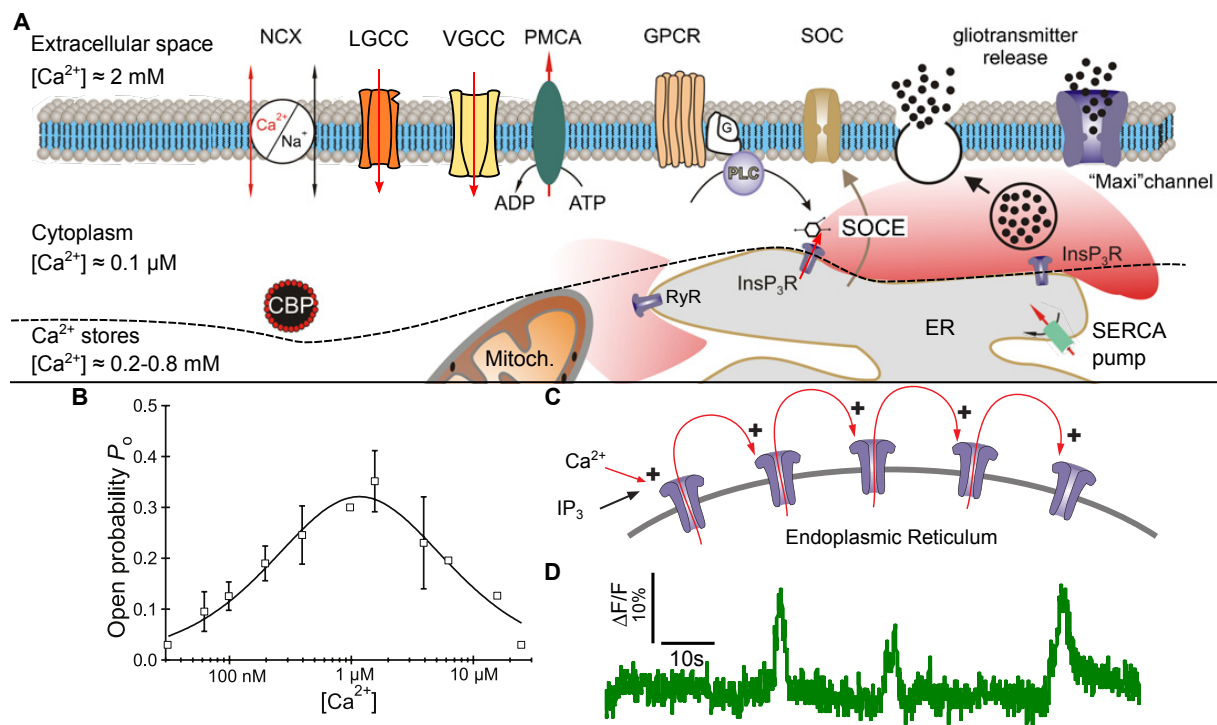 A
Extracellular space
[Ca²⁺] ≈ 2 mM
NCX
LGCC
VGCC
PMCA
GPCR
SOC
gliotransmitter
release
Ca²⁺
Na⁺
G
PLC
ADP
ATP
"Maxi"channel
Cytoplasm
[Ca²⁺] ≈ 0.1 µM
SOCE
InsP₃R
InsP₃R
CBP
RyR
Ca²⁺ stores
[Ca²⁺] ≈ 0.2-0.8 mM
Mitoch.
ER
SERCA
pump
B
0.5
0.4
0.3
0.2
0.1
0.0
Open probability Pₒ
100 nM
1 µM
10 µM
[Ca²⁺]
C
+
+
+
+
+
Ca²⁺
IP₃
Endoplasmic Reticulum
D
ΔF/F
10%
10s